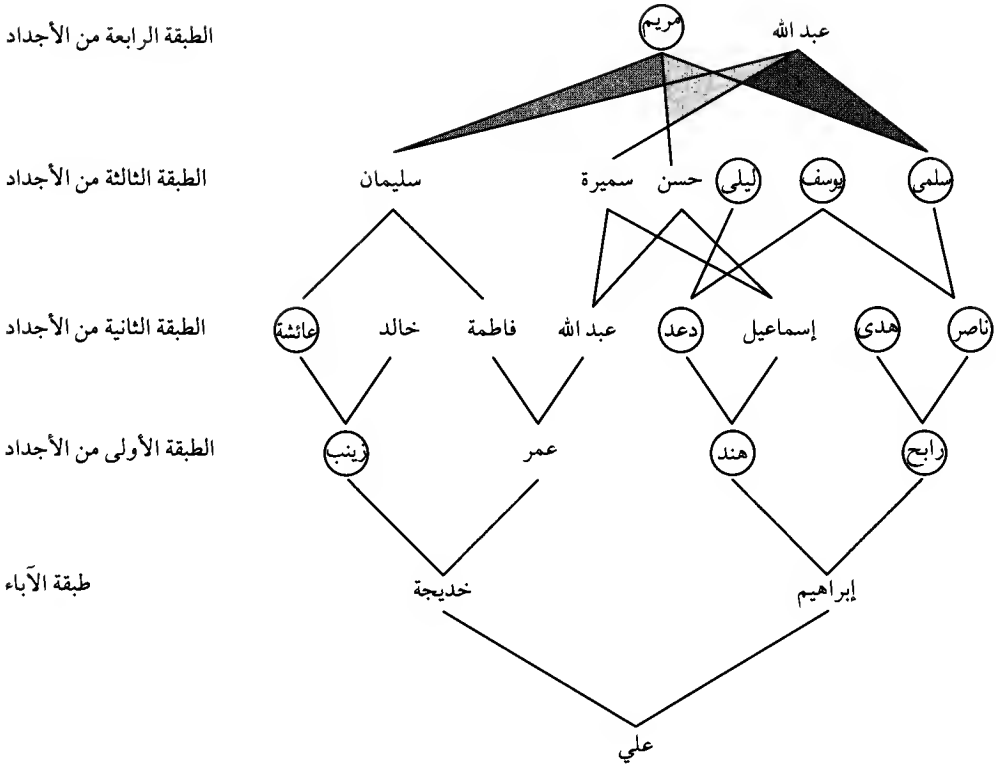 الطبقة الرابعة من الأجداد
عبد الله مريم
الطبقة الثالثة من الأجداد
سلمى يوسف ليلى حسن سميرة سليمان
الطبقة الثانية من الأجداد
ناصر هدى إسماعيل دعد عبد الله فاطمة خالد عائشة
الطبقة الأولى من الأجداد
رابح هند عمر زينب
طبقة الآباء
إبراهيم خديجة
علي